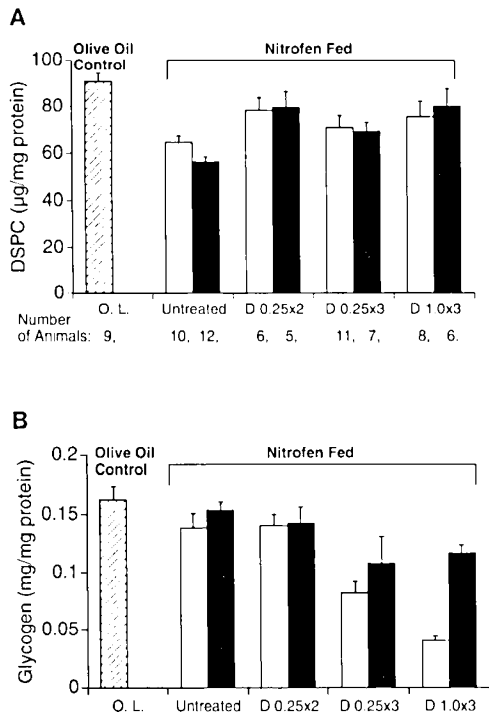 A
Olive Oil
Control
Nitrofen Fed
100
80
60
40
20
0
DSPC (µg/mg protein)
O. L.
Untreated
D 0.25x2
D 0.25x3
D 1.0x3
Number
of Animals: 9, 10, 12, 6, 5, 11, 7, 8, 6.
B
Olive Oil
Control
Nitrofen Fed
0.2
0.15
0.1
0.05
0
Glycogen (mg/mg protein)
O. L.
Untreated
D 0.25x2
D 0.25x3
D 1.0x3